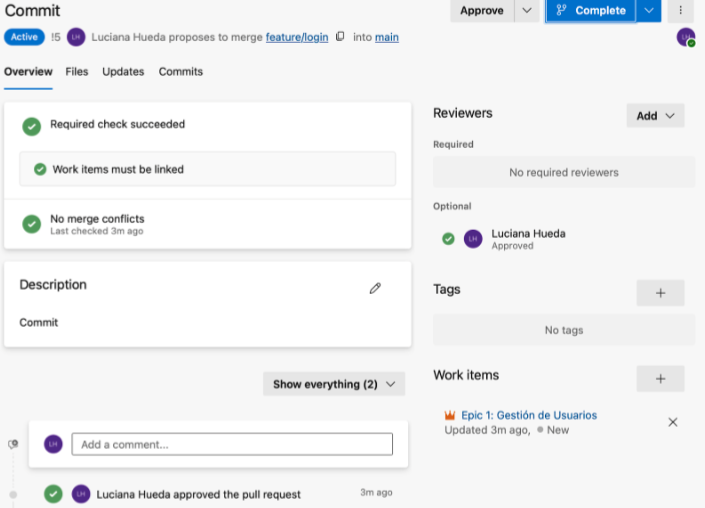 Commit
Approve
Complete
Active !5 LH Luciana Hueda proposes to merge feature/login into main
LH
Overview Files Updates Commits
Required check succeeded
Work items must be linked
No merge conflicts
Last checked 3m ago
Description
Commit
Show everything (2)
LH Add a comment...
LH Luciana Hueda approved the pull request 3m ago
Reviewers
Add
Required
No required reviewers
Optional
LH Luciana Hueda
Approved
Tags
No tags
Work items
Epic 1: Gestión de Usuarios
Updated 3m ago, New